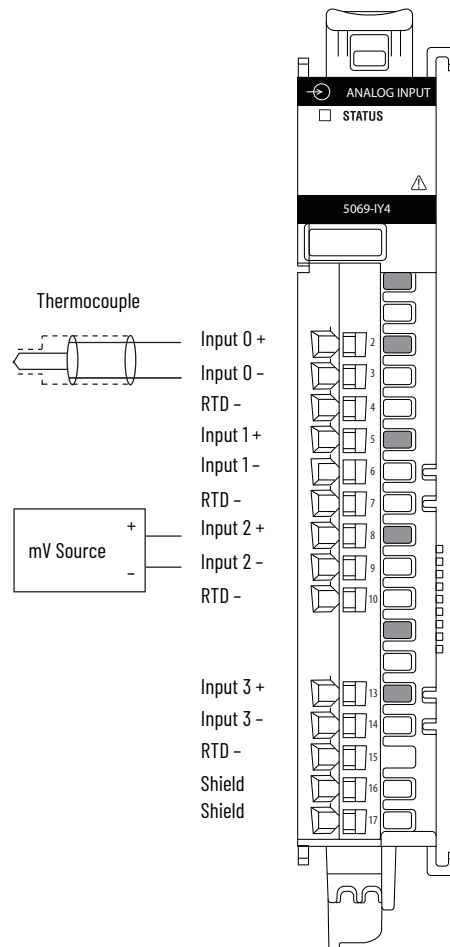 ANALOG INPUT
STATUS
5069-IY4
Thermocouple
Input 0 +
2
Input 0 –
3
RTD –
4
Input 1 +
5
Input 1 –
6
RTD –
7
mV Source
+
–
Input 2 +
8
Input 2 –
9
RTD –
10
Input 3 +
13
Input 3 –
14
RTD –
15
Shield
16
Shield
17